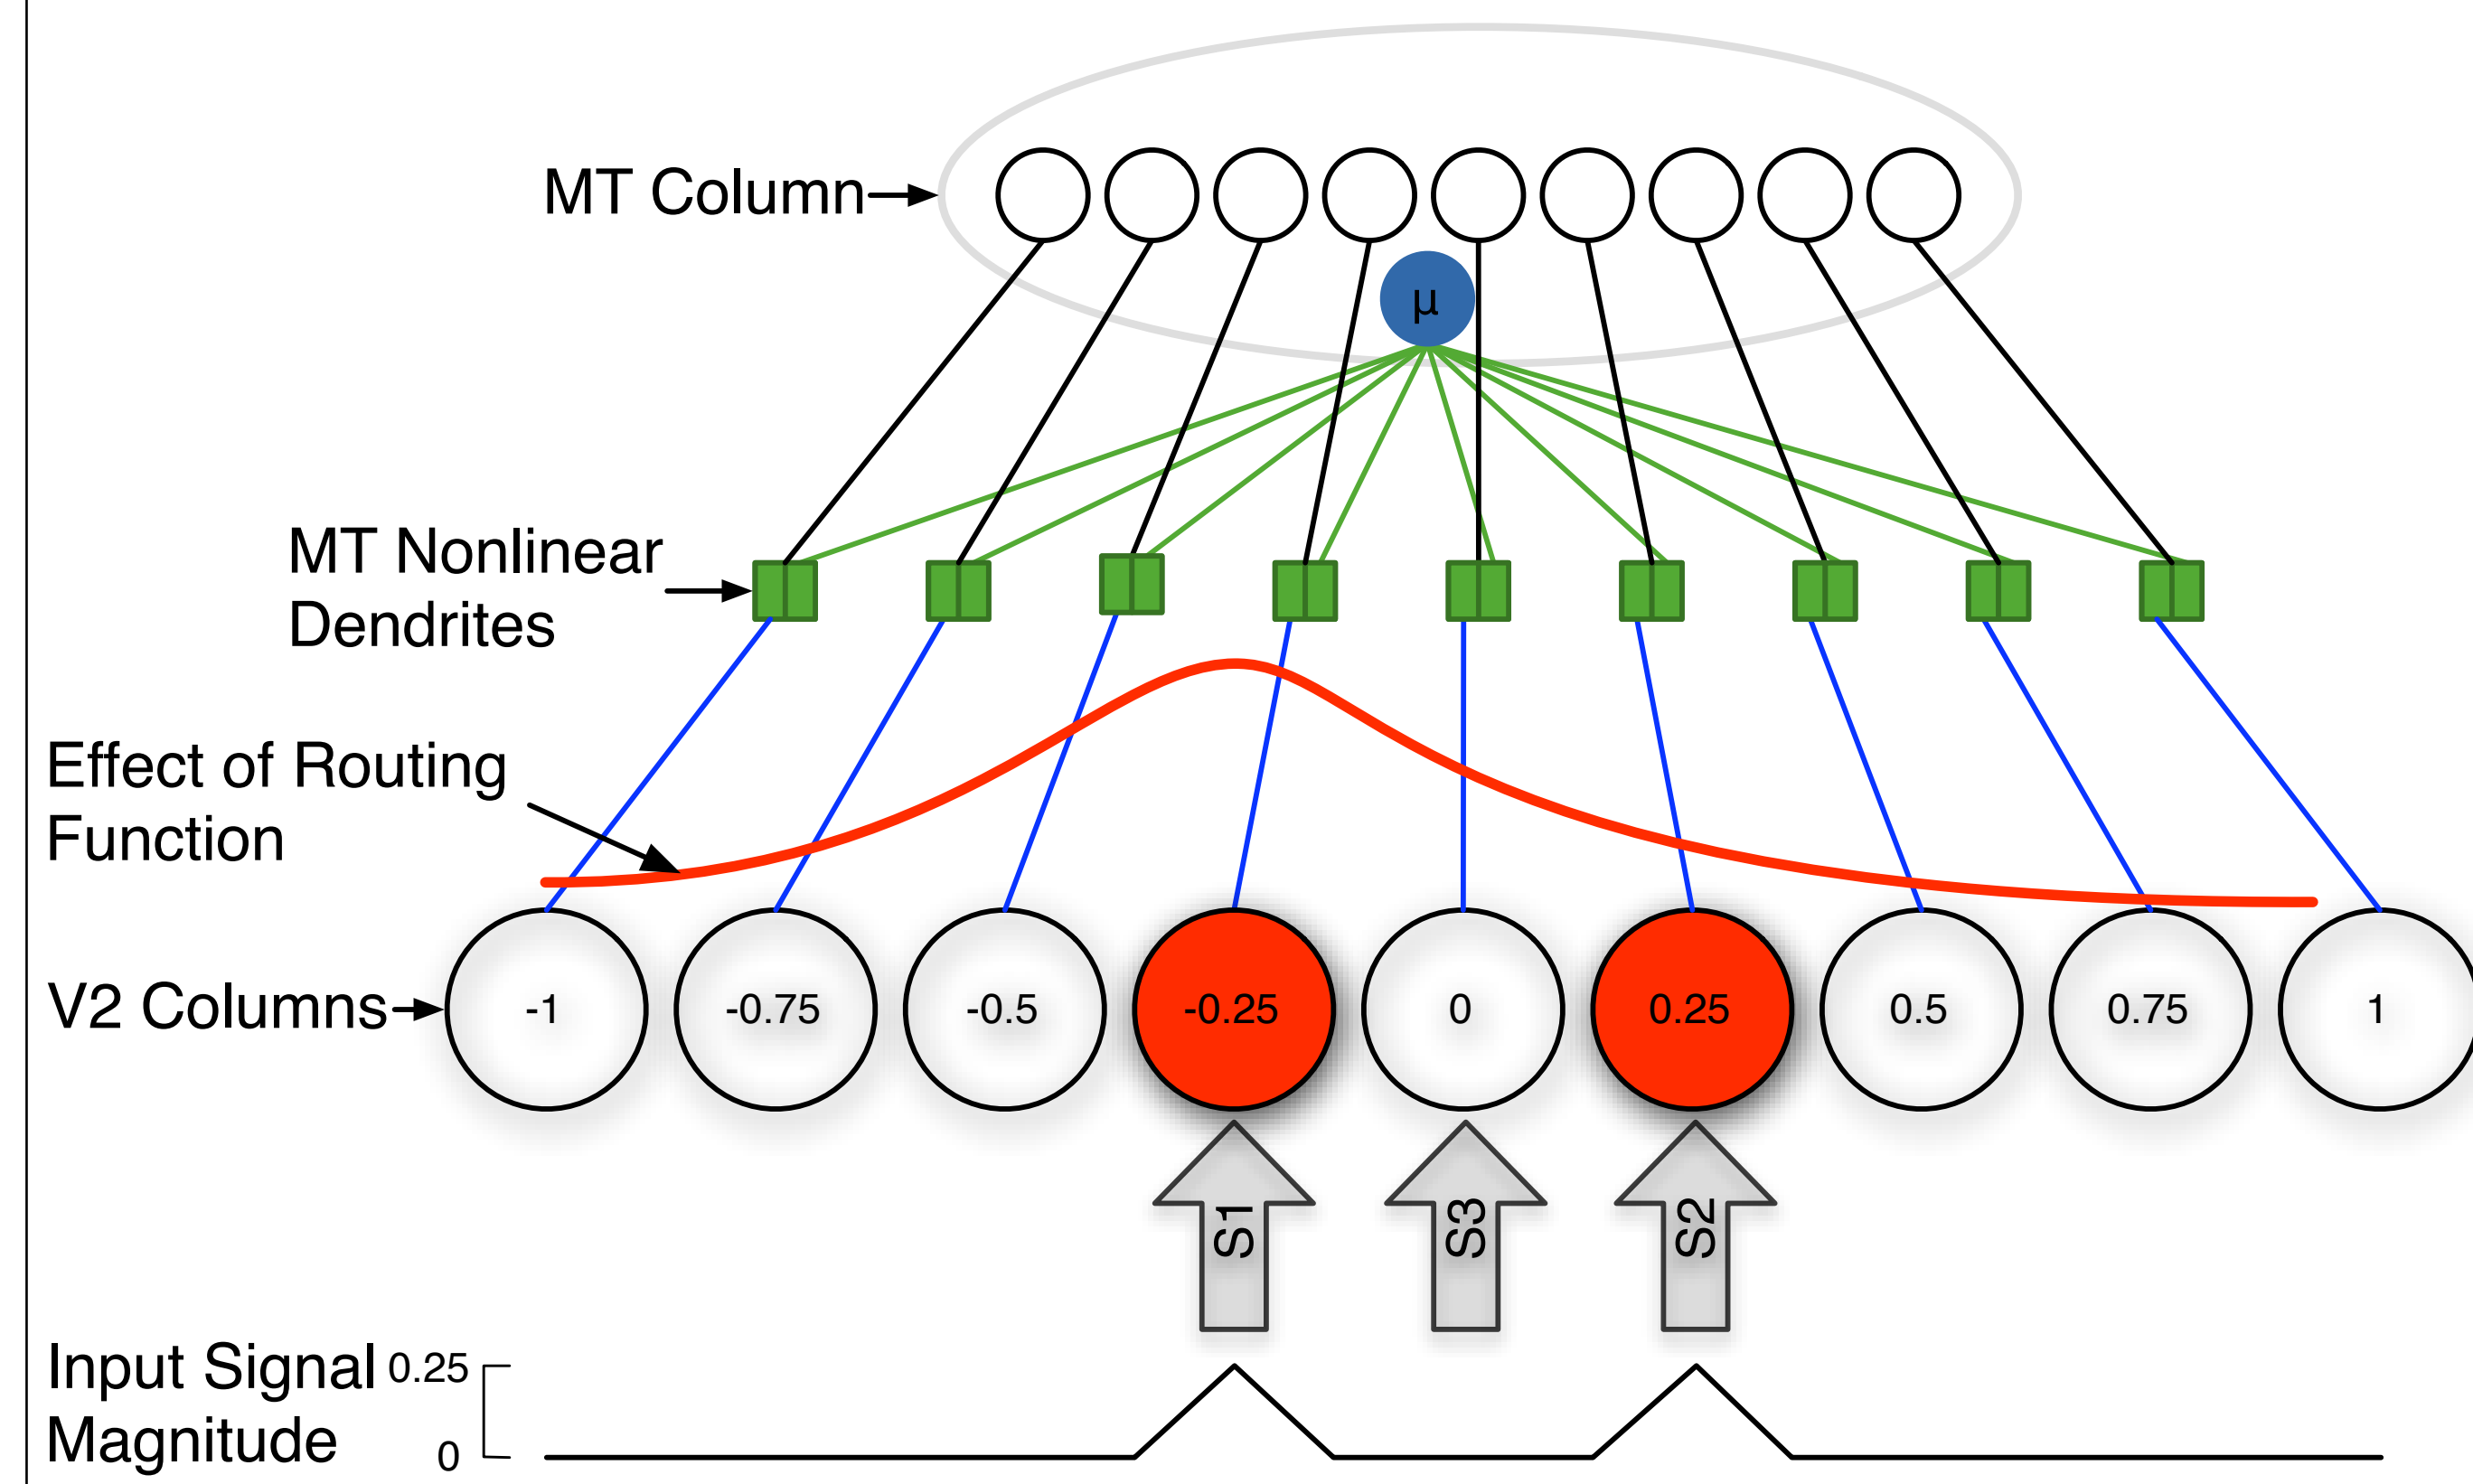 MT Column
µ
MT Nonlinear
Dendrites
Effect of Routing
Function
V2 Columns
-1
-0.75
-0.5
-0.25
0
0.25
0.5
0.75
1
S1
S3
S2
Input Signal
Magnitude
0.25
0